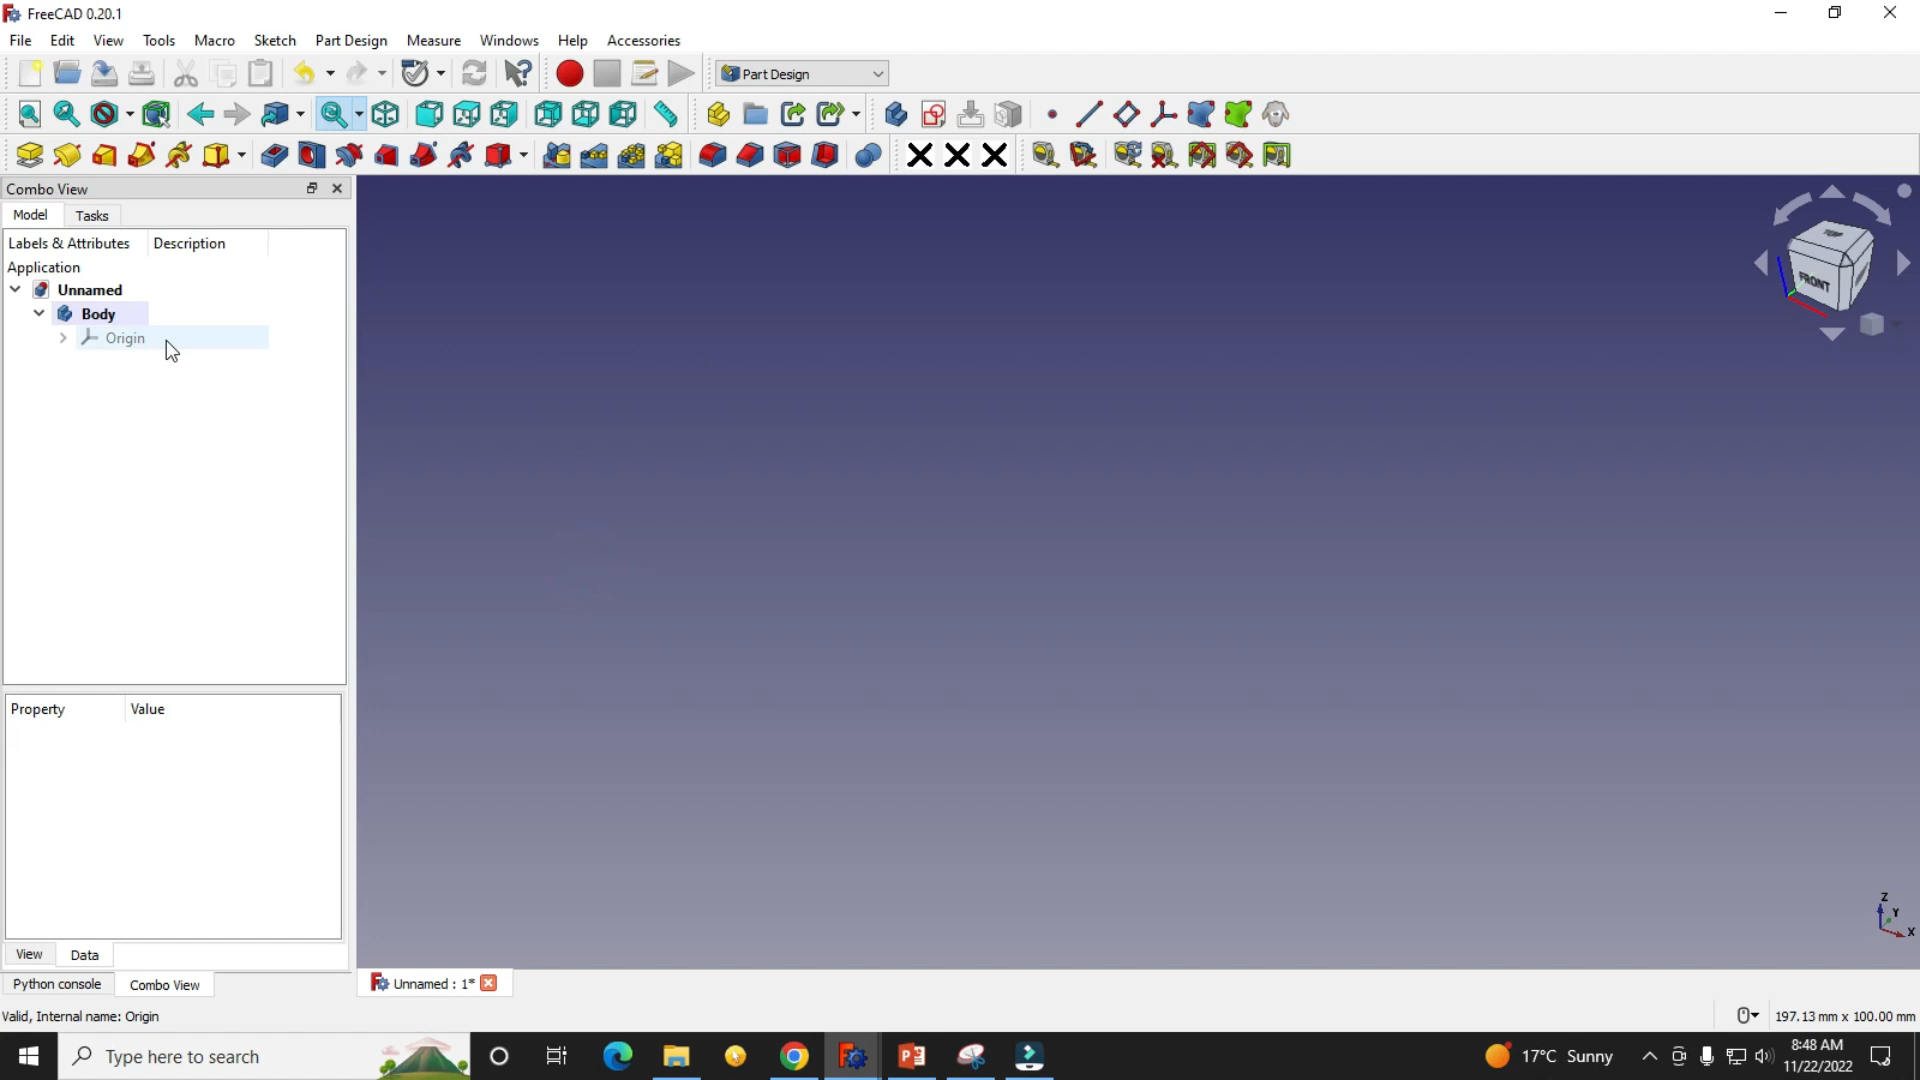 FreeCAD 0.20.1
File Edit View Tools Macro Sketch Part Design Measure Windows Help Accessories
Part Design
Combo View
Model Tasks
Labels & Attributes Description
Application
Unnamed
Body
Origin
TOP
FRONT
Property Value
Z
Y
X
View Data
Python console Combo View
Unnamed : 1*
Valid, Internal name: Origin
197.13 mm x 100.00 mm
Type here to search
17°C Sunny
8:48 AM
11/22/2022